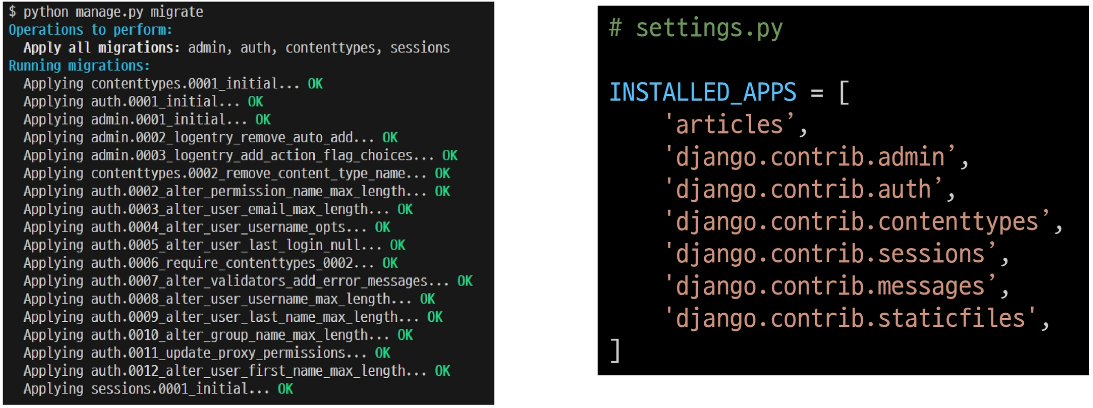 $ python manage.py migrate
Operations to perform:
Apply all migrations: admin, auth, contenttypes, sessions
Running migrations:
Applying contenttypes.0001_initial... OK
Applying auth.0001_initial... OK
Applying admin.0001_initial... OK
Applying admin.0002_logentry_remove_auto_add... OK
Applying admin.0003_logentry_add_action_flag_choices... OK
Applying contenttypes.0002_remove_content_type_name... OK
Applying auth.0002_alter_permission_name_max_length... OK
Applying auth.0003_alter_user_email_max_length... OK
Applying auth.0004_alter_user_username_opts... OK
Applying auth.0005_alter_user_last_login_null... OK
Applying auth.0006_require_contenttypes_0002... OK
Applying auth.0007_alter_validators_add_error_messages... OK
Applying auth.0008_alter_user_username_max_length... OK
Applying auth.0009_alter_user_last_name_max_length... OK
Applying auth.0010_alter_group_name_max_length... OK
Applying auth.0011_update_proxy_permissions... OK
Applying auth.0012_alter_user_first_name_max_length... OK
Applying sessions.0001_initial... OK
# settings.py
INSTALLED_APPS = [
'articles’,
'django.contrib.admin’,
'django.contrib.auth’,
'django.contrib.contenttypes’,
'django.contrib.sessions’,
'django.contrib.messages’,
'django.contrib.staticfiles',
]